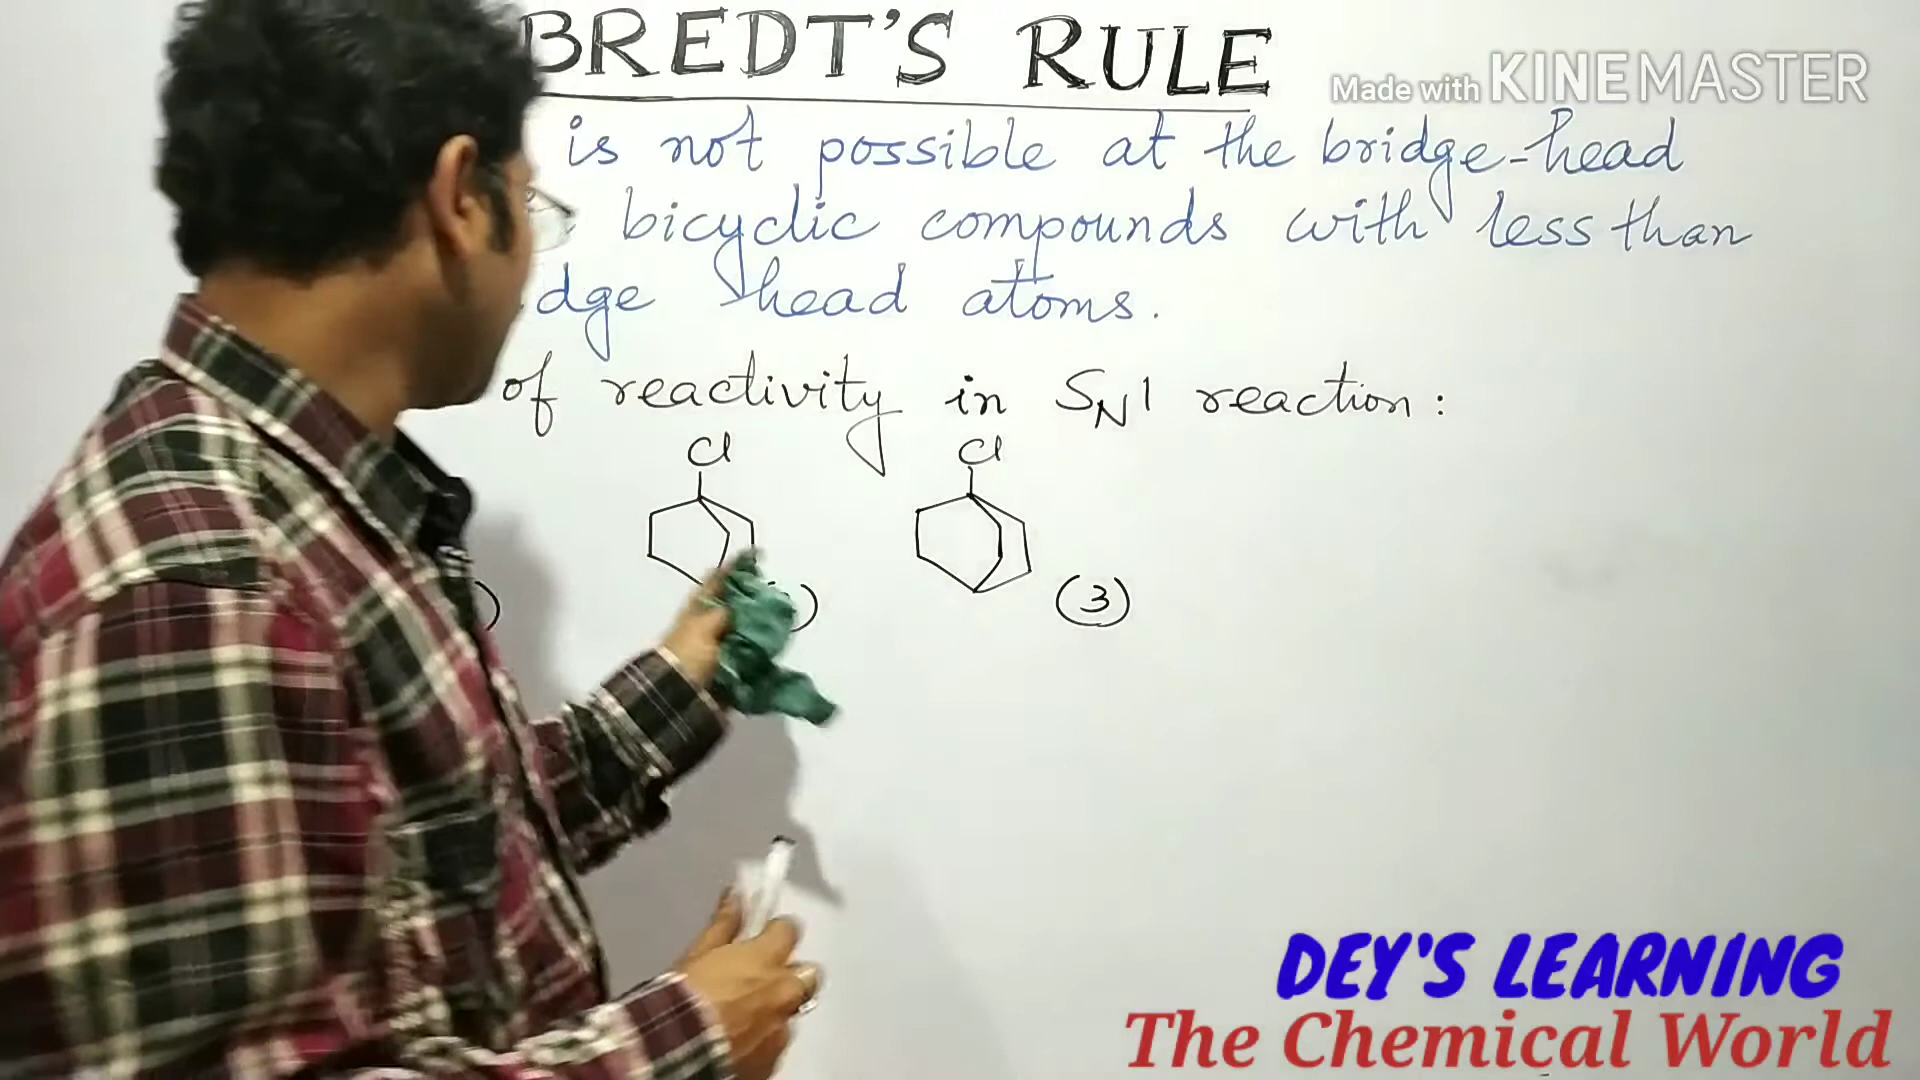 BREDT'S RULE
Made with KINEMASTER
is not possible at the bridge-head
bicyclic compounds with less than
dge head atoms.
of reactivity in SN1 reaction:
Cl Cl
) ) (3)
DEY'S LEARNING
The Chemical World